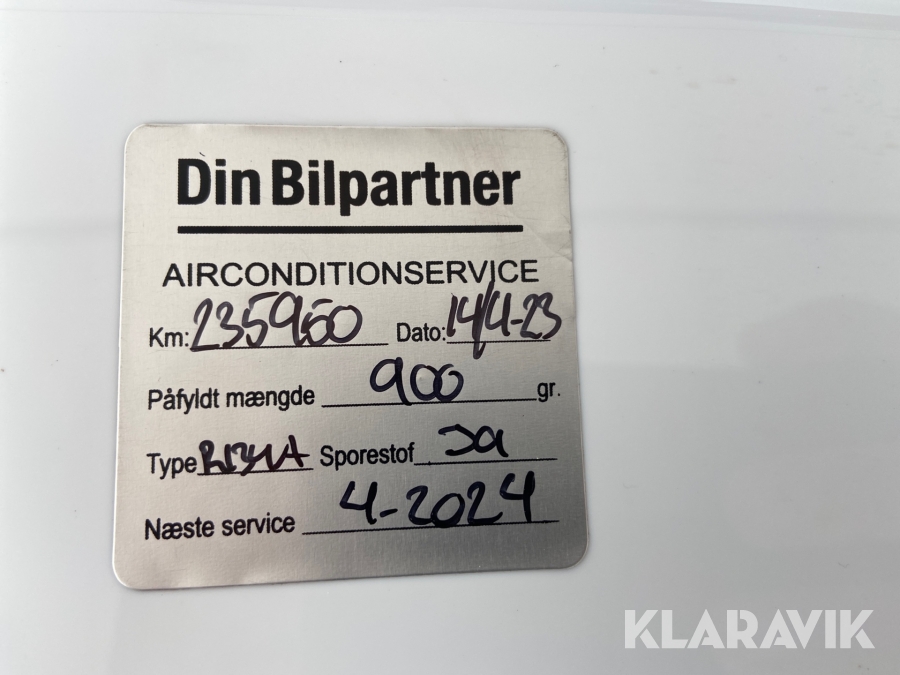 Din Bilpartner
AIRCONDITIONSERVICE
Km: 235950 Dato: 14/4-23
Påfyldt mængde 900 gr.
Type R134A Sporestof Ja
Næste service 4-2024
KLARAVIK